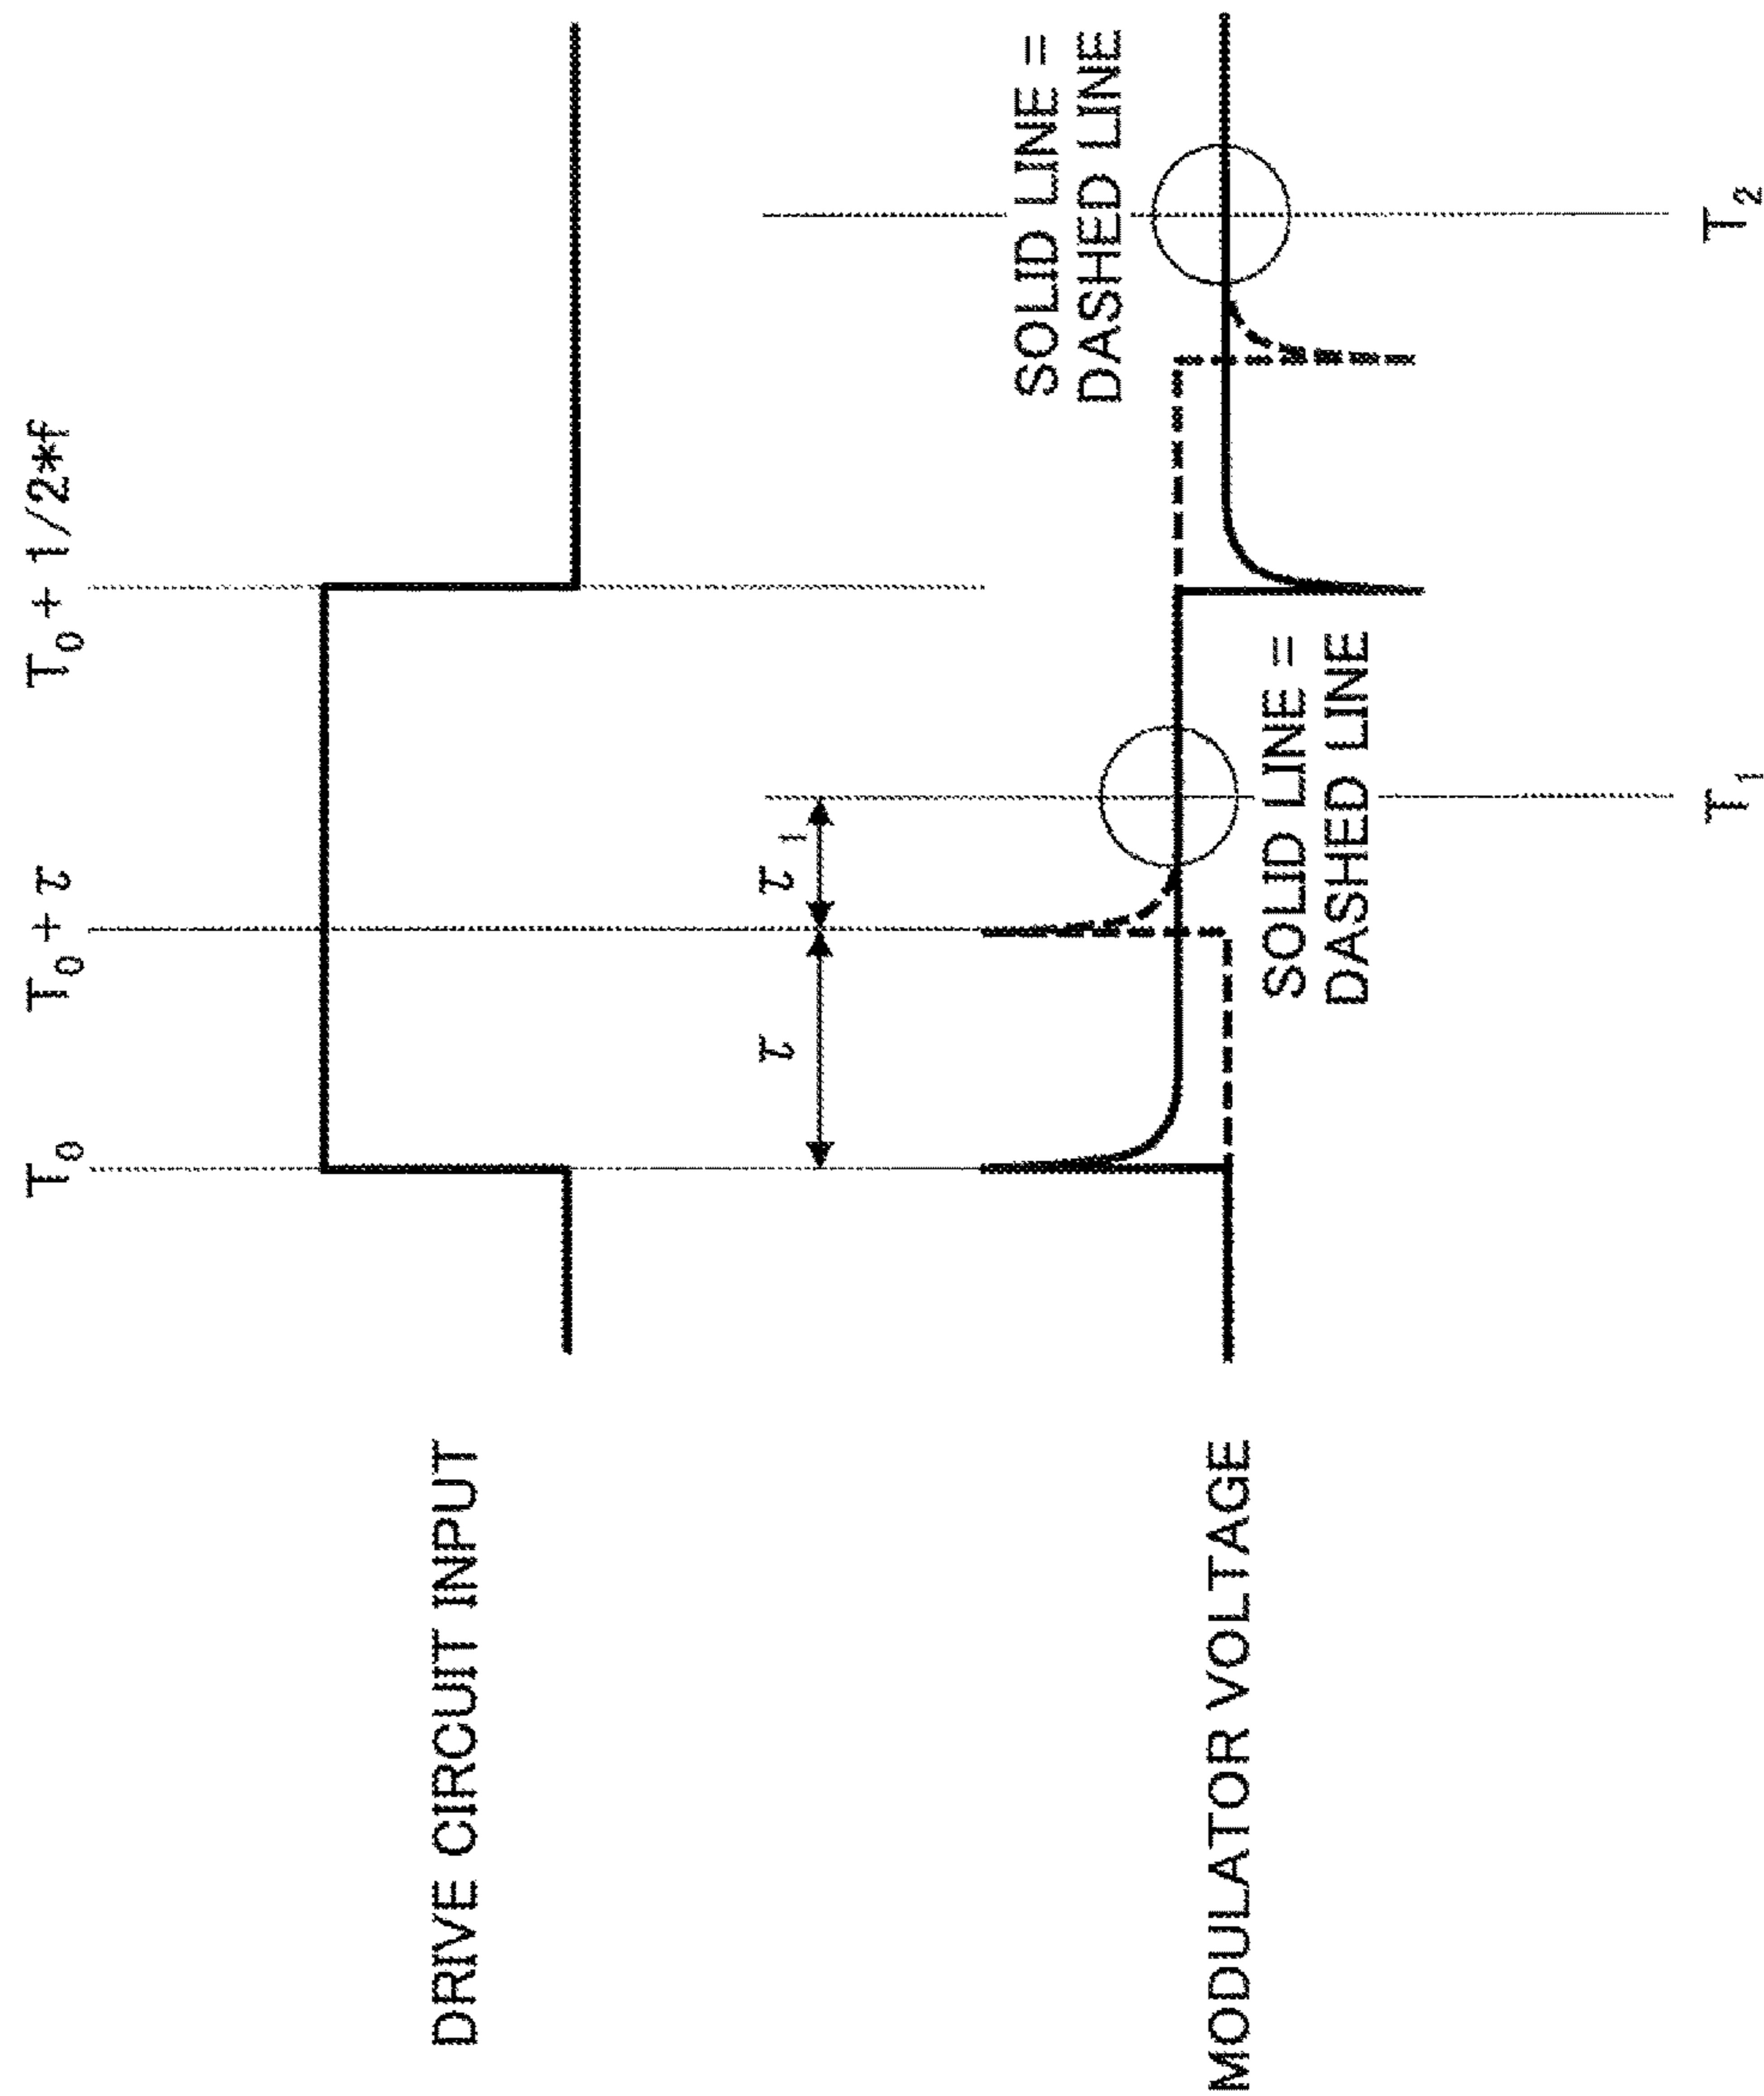 T0
T0 + τ
T0 + 1/2*f
DRIVE CIRCUIT INPUT
τ
τ1
SOLID LINE =
DASHED LINE
MODULATOR VOLTAGE
SOLID LINE =
DASHED LINE
T1
T2